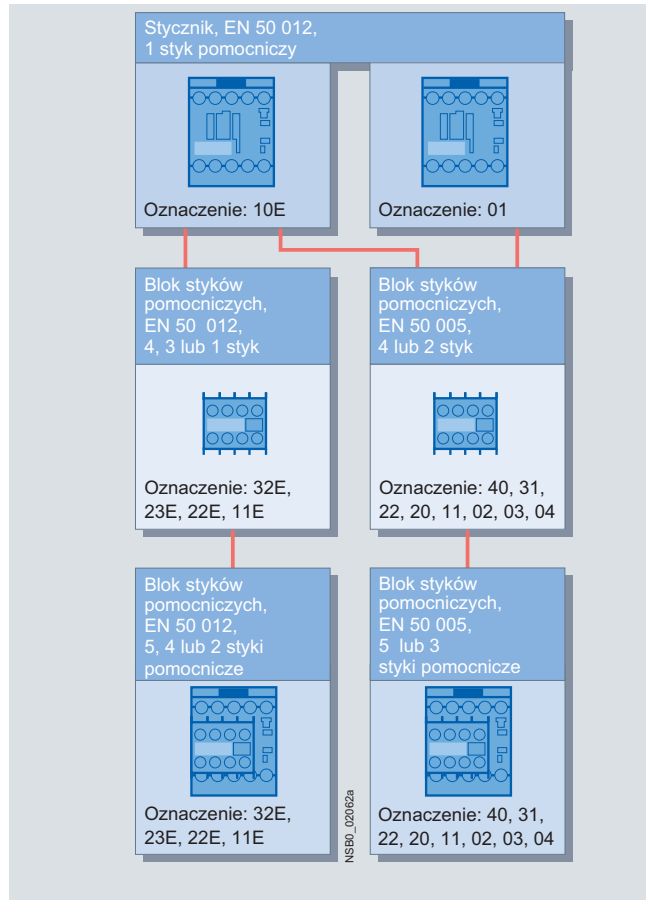 Stycznik, EN 50 012,
1 styk pomocniczy
Oznaczenie: 10E
Oznaczenie: 01
Blok styków
pomocniczych,
EN 50 012,
4, 3 lub 1 styk
Oznaczenie: 32E,
23E, 22E, 11E
Blok styków
pomocniczych,
EN 50 005,
4 lub 2 styk
Oznaczenie: 40, 31,
22, 20, 11, 02, 03, 04
Blok styków
pomocniczych,
EN 50 012,
5, 4 lub 2 styki
pomocnicze
Oznaczenie: 32E,
23E, 22E, 11E
Blok styków
pomocniczych,
EN 50 005,
5 lub 3
styki pomocnicze
Oznaczenie: 40, 31,
22, 20, 11, 02, 03, 04
NSB0_02062a